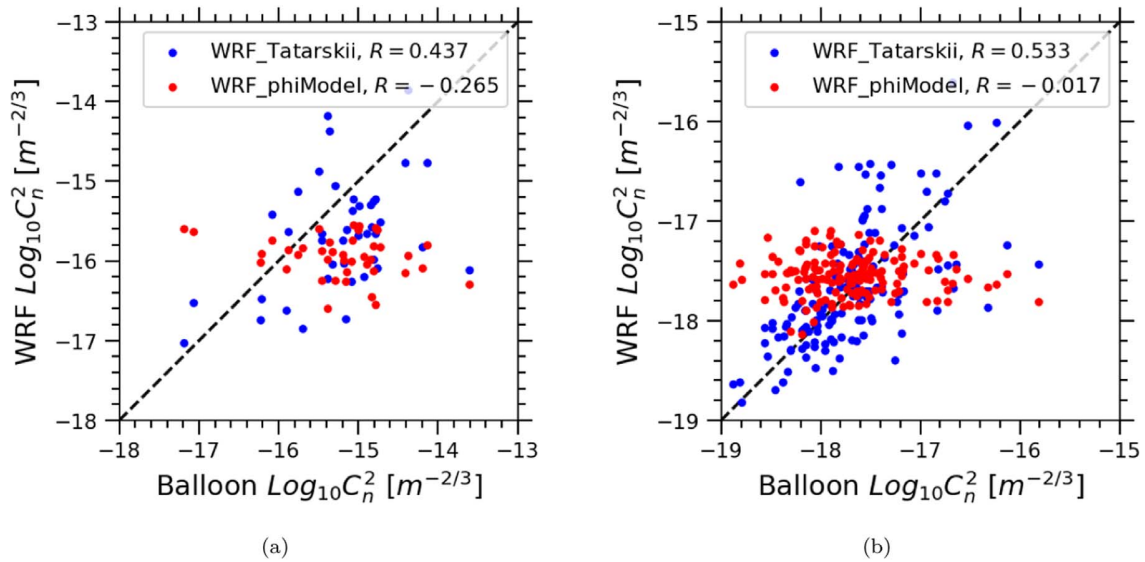 −13
−14
−15
−16
−17
−18
WRF Log₁₀C²ₙ [m⁻²/³]
WRF_Tatarskii, R = 0.437
WRF_phiModel, R = −0.265
−18 −17 −16 −15 −14 −13
Balloon Log₁₀C²ₙ [m⁻²/³]
(a)
−15
−16
−17
−18
−19
WRF Log₁₀C²ₙ [m⁻²/³]
WRF_Tatarskii, R = 0.533
WRF_phiModel, R = −0.017
−19 −18 −17 −16 −15
Balloon Log₁₀C²ₙ [m⁻²/³]
(b)